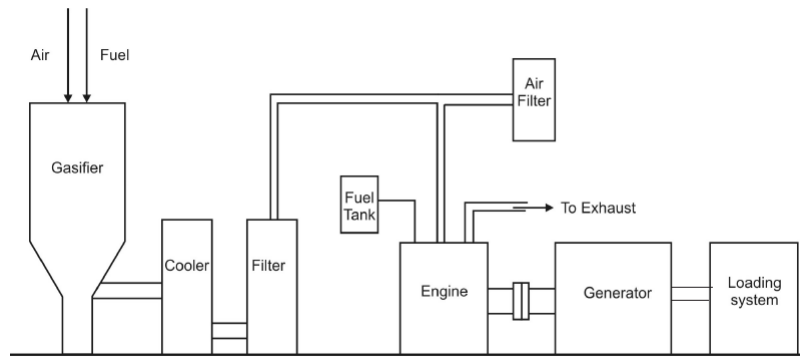 Air
Fuel
Air
Filter
Gasifier
Fuel
Tank
To Exhaust
Cooler
Filter
Engine
Generator
Loading
system